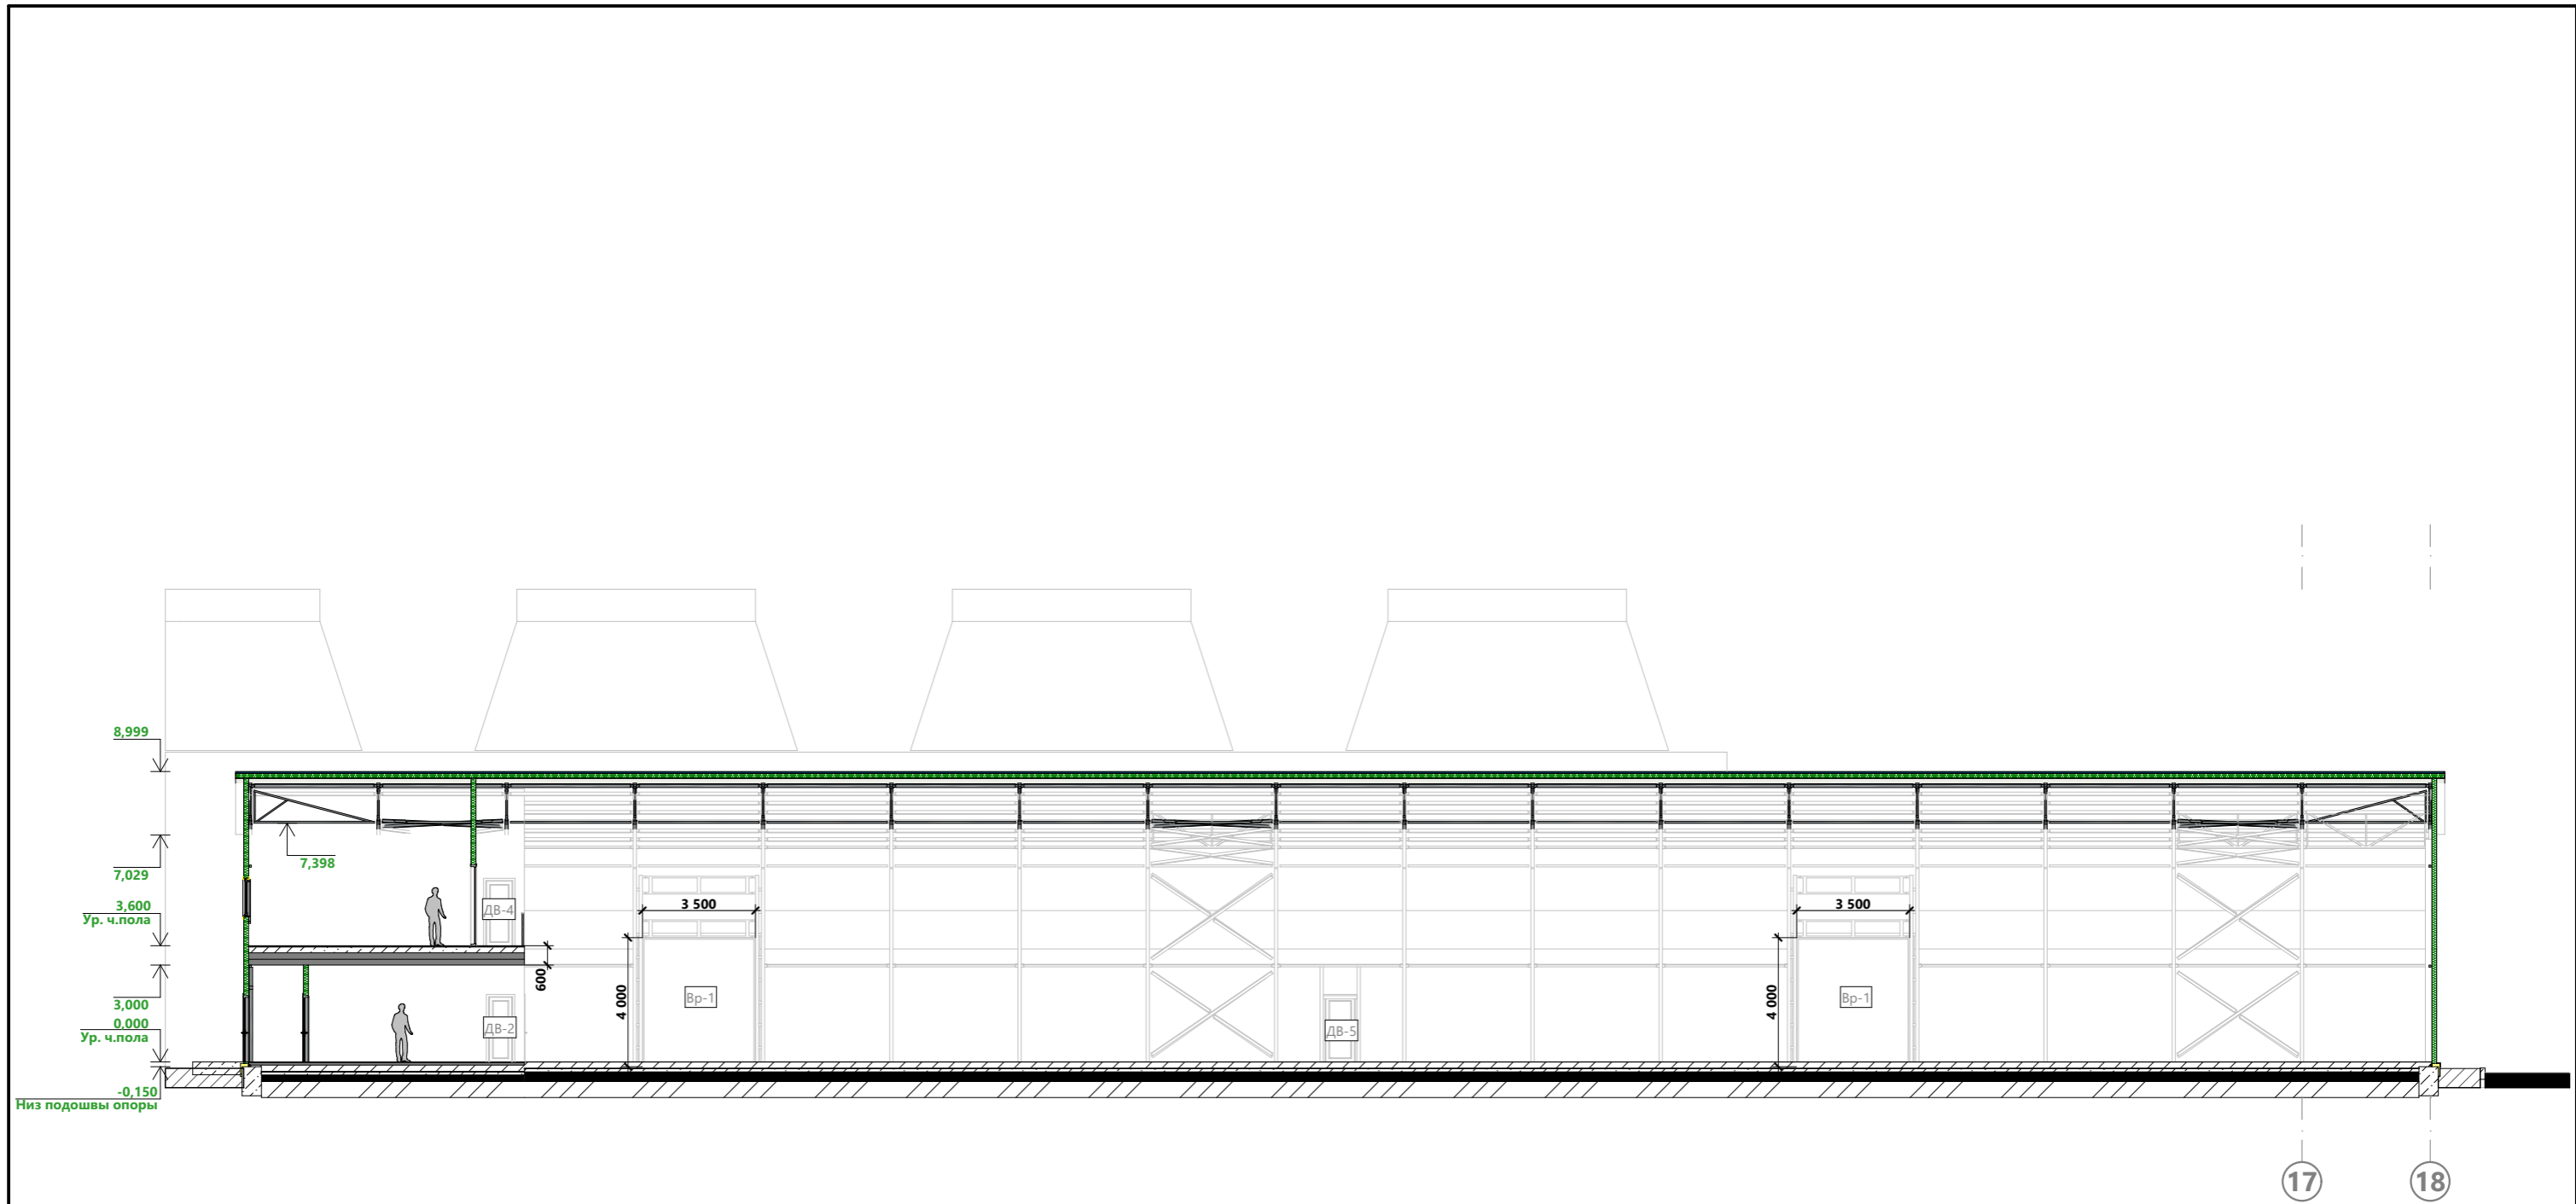 8,999
7,398
7,029
3,600
Ур. ч.пола
ДВ-4
3 500
3 500
600
3,000
0,000
Ур. ч.пола
ДВ-2
4 000
Вр-1
ДВ-5
4 000
Вр-1
-0,150
Низ подошвы опоры
17
18